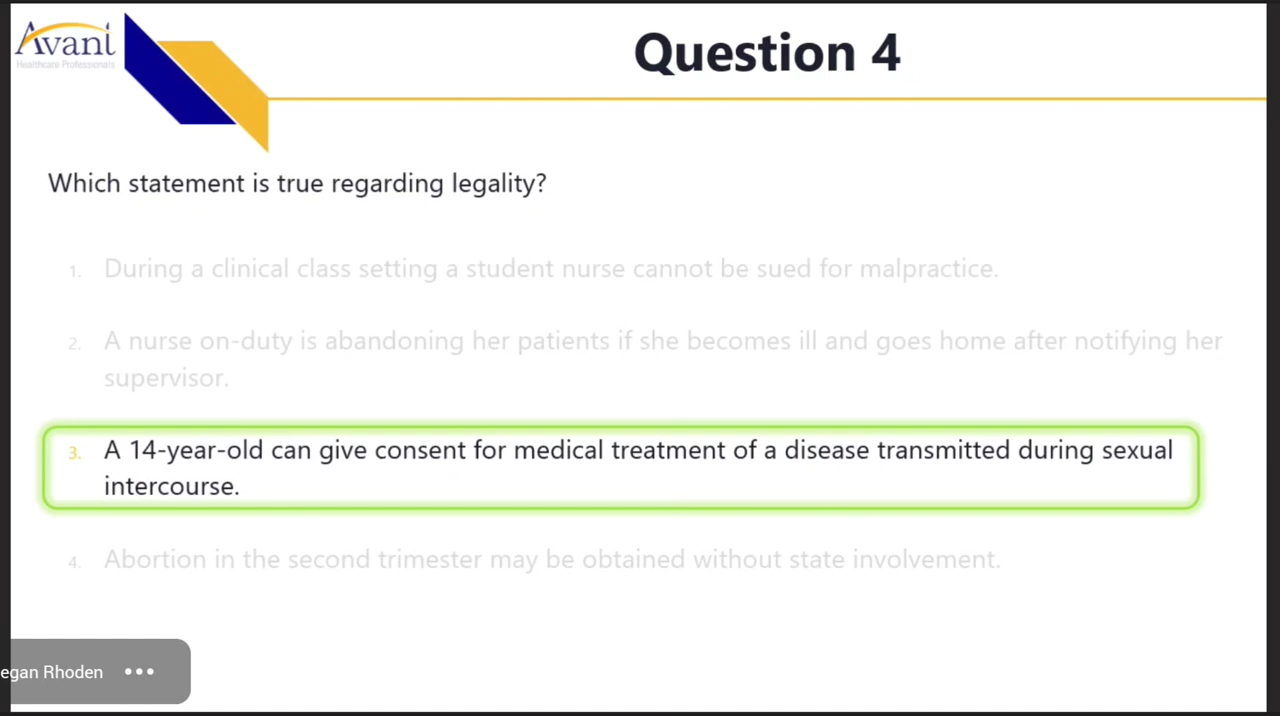 Avant
Healthcare Professionals
Question 4
Which statement is true regarding legality?
1. During a clinical class setting a student nurse cannot be sued for malpractice.
2. A nurse on-duty is abandoning her patients if she becomes ill and goes home after notifying her
supervisor.
3. A 14-year-old can give consent for medical treatment of a disease transmitted during sexual
intercourse.
4. Abortion in the second trimester may be obtained without state involvement.
egan Rhoden •••